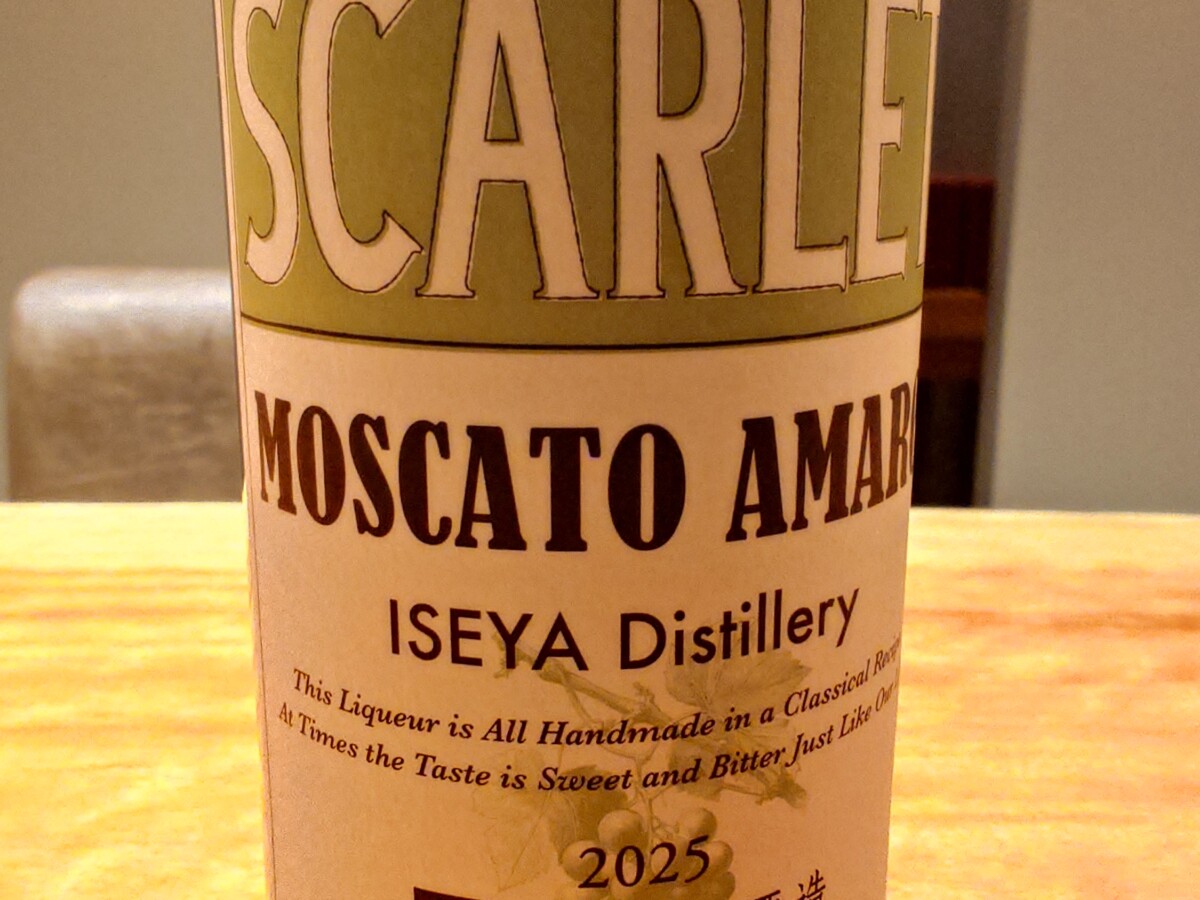 SCARLET
MOSCATO AMARO
ISEYA Distillery
This Liqueur is All Handmade in a Classical
At Times the Taste is Sweet and Bitter Just Like Our
2025
造